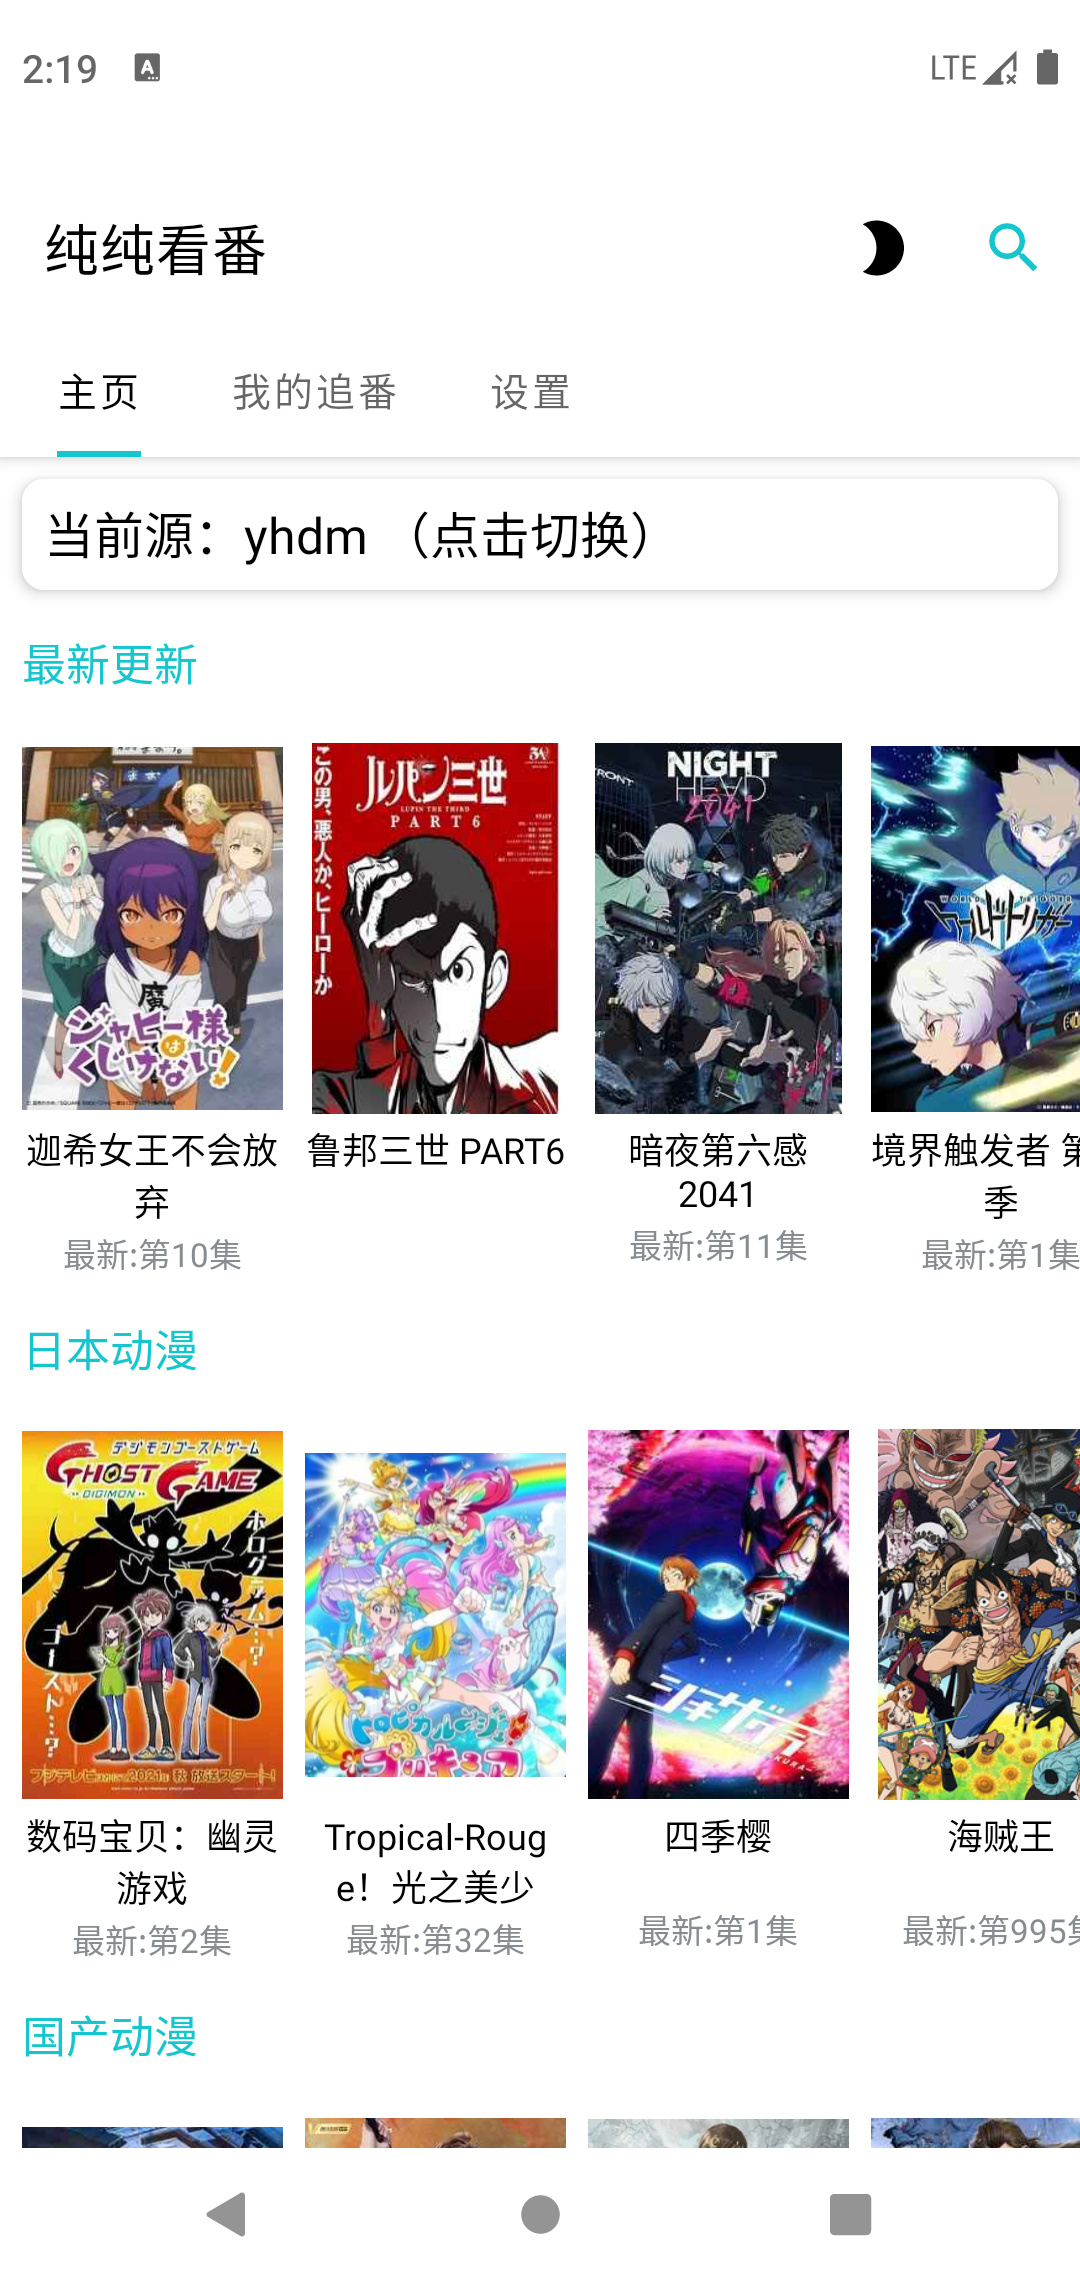 2:19
LTE
纯纯看番
主页 我的追番 设置
当前源：yhdm （点击切换）
最新更新
魔
ジャヒー様
は
くじけない!
この男、悪人か、ヒーローか
ルパン三世
LUPIN THE THIRD
PART6
NIGHT
HEAD
2041
WORLD TRIGGER
ワールドトリガー
迦希女王不会放
弃
最新:第10集
鲁邦三世 PART6
暗夜第六感
2041
最新:第11集
境界触发者 第
季
最新:第1集
日本动漫
デジモンゴーストゲーム
GHOST GAME
DIGIMON
ホログラム…?
ゴースト…?
フジテレビ
2021年 秋 放送スタート!
トロピカルージュ!
プリキュア
シキザクラ
数码宝贝：幽灵
游戏
最新:第2集
Tropical-Roug
e！光之美少
最新:第32集
四季樱
最新:第1集
海贼王
最新:第995集
国产动漫